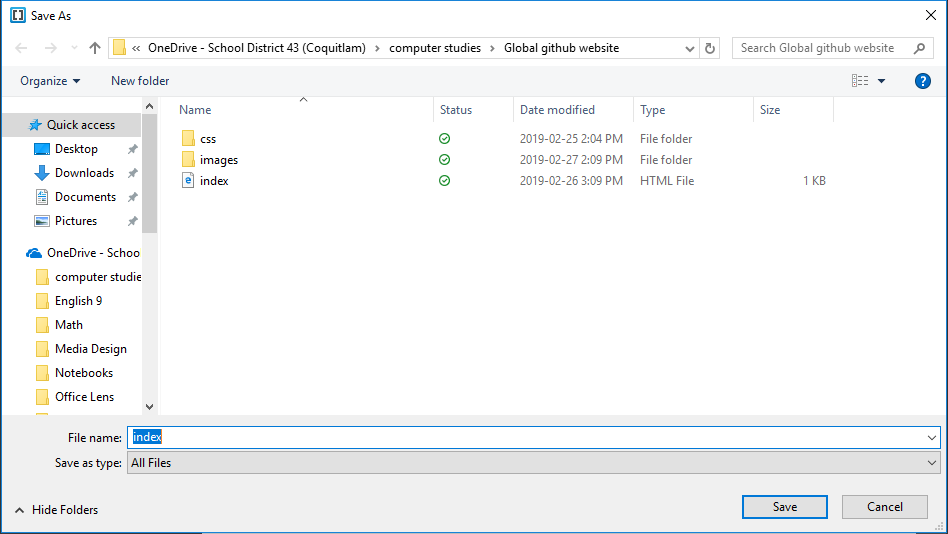 Save As
« OneDrive - School District 43 (Coquitlam) > computer studies > Global github website
Search Global github website
Organize
New folder
Name Status Date modified Type Size
css 2019-02-25 2:04 PM File folder
images 2019-02-27 2:09 PM File folder
index 2019-02-26 3:09 PM HTML File 1 KB
Quick access
Desktop
Downloads
Documents
Pictures
OneDrive - Schoo
computer studie
English 9
Math
Media Design
Notebooks
Office Lens
File name: index
Save as type: All Files
Hide Folders
Save
Cancel